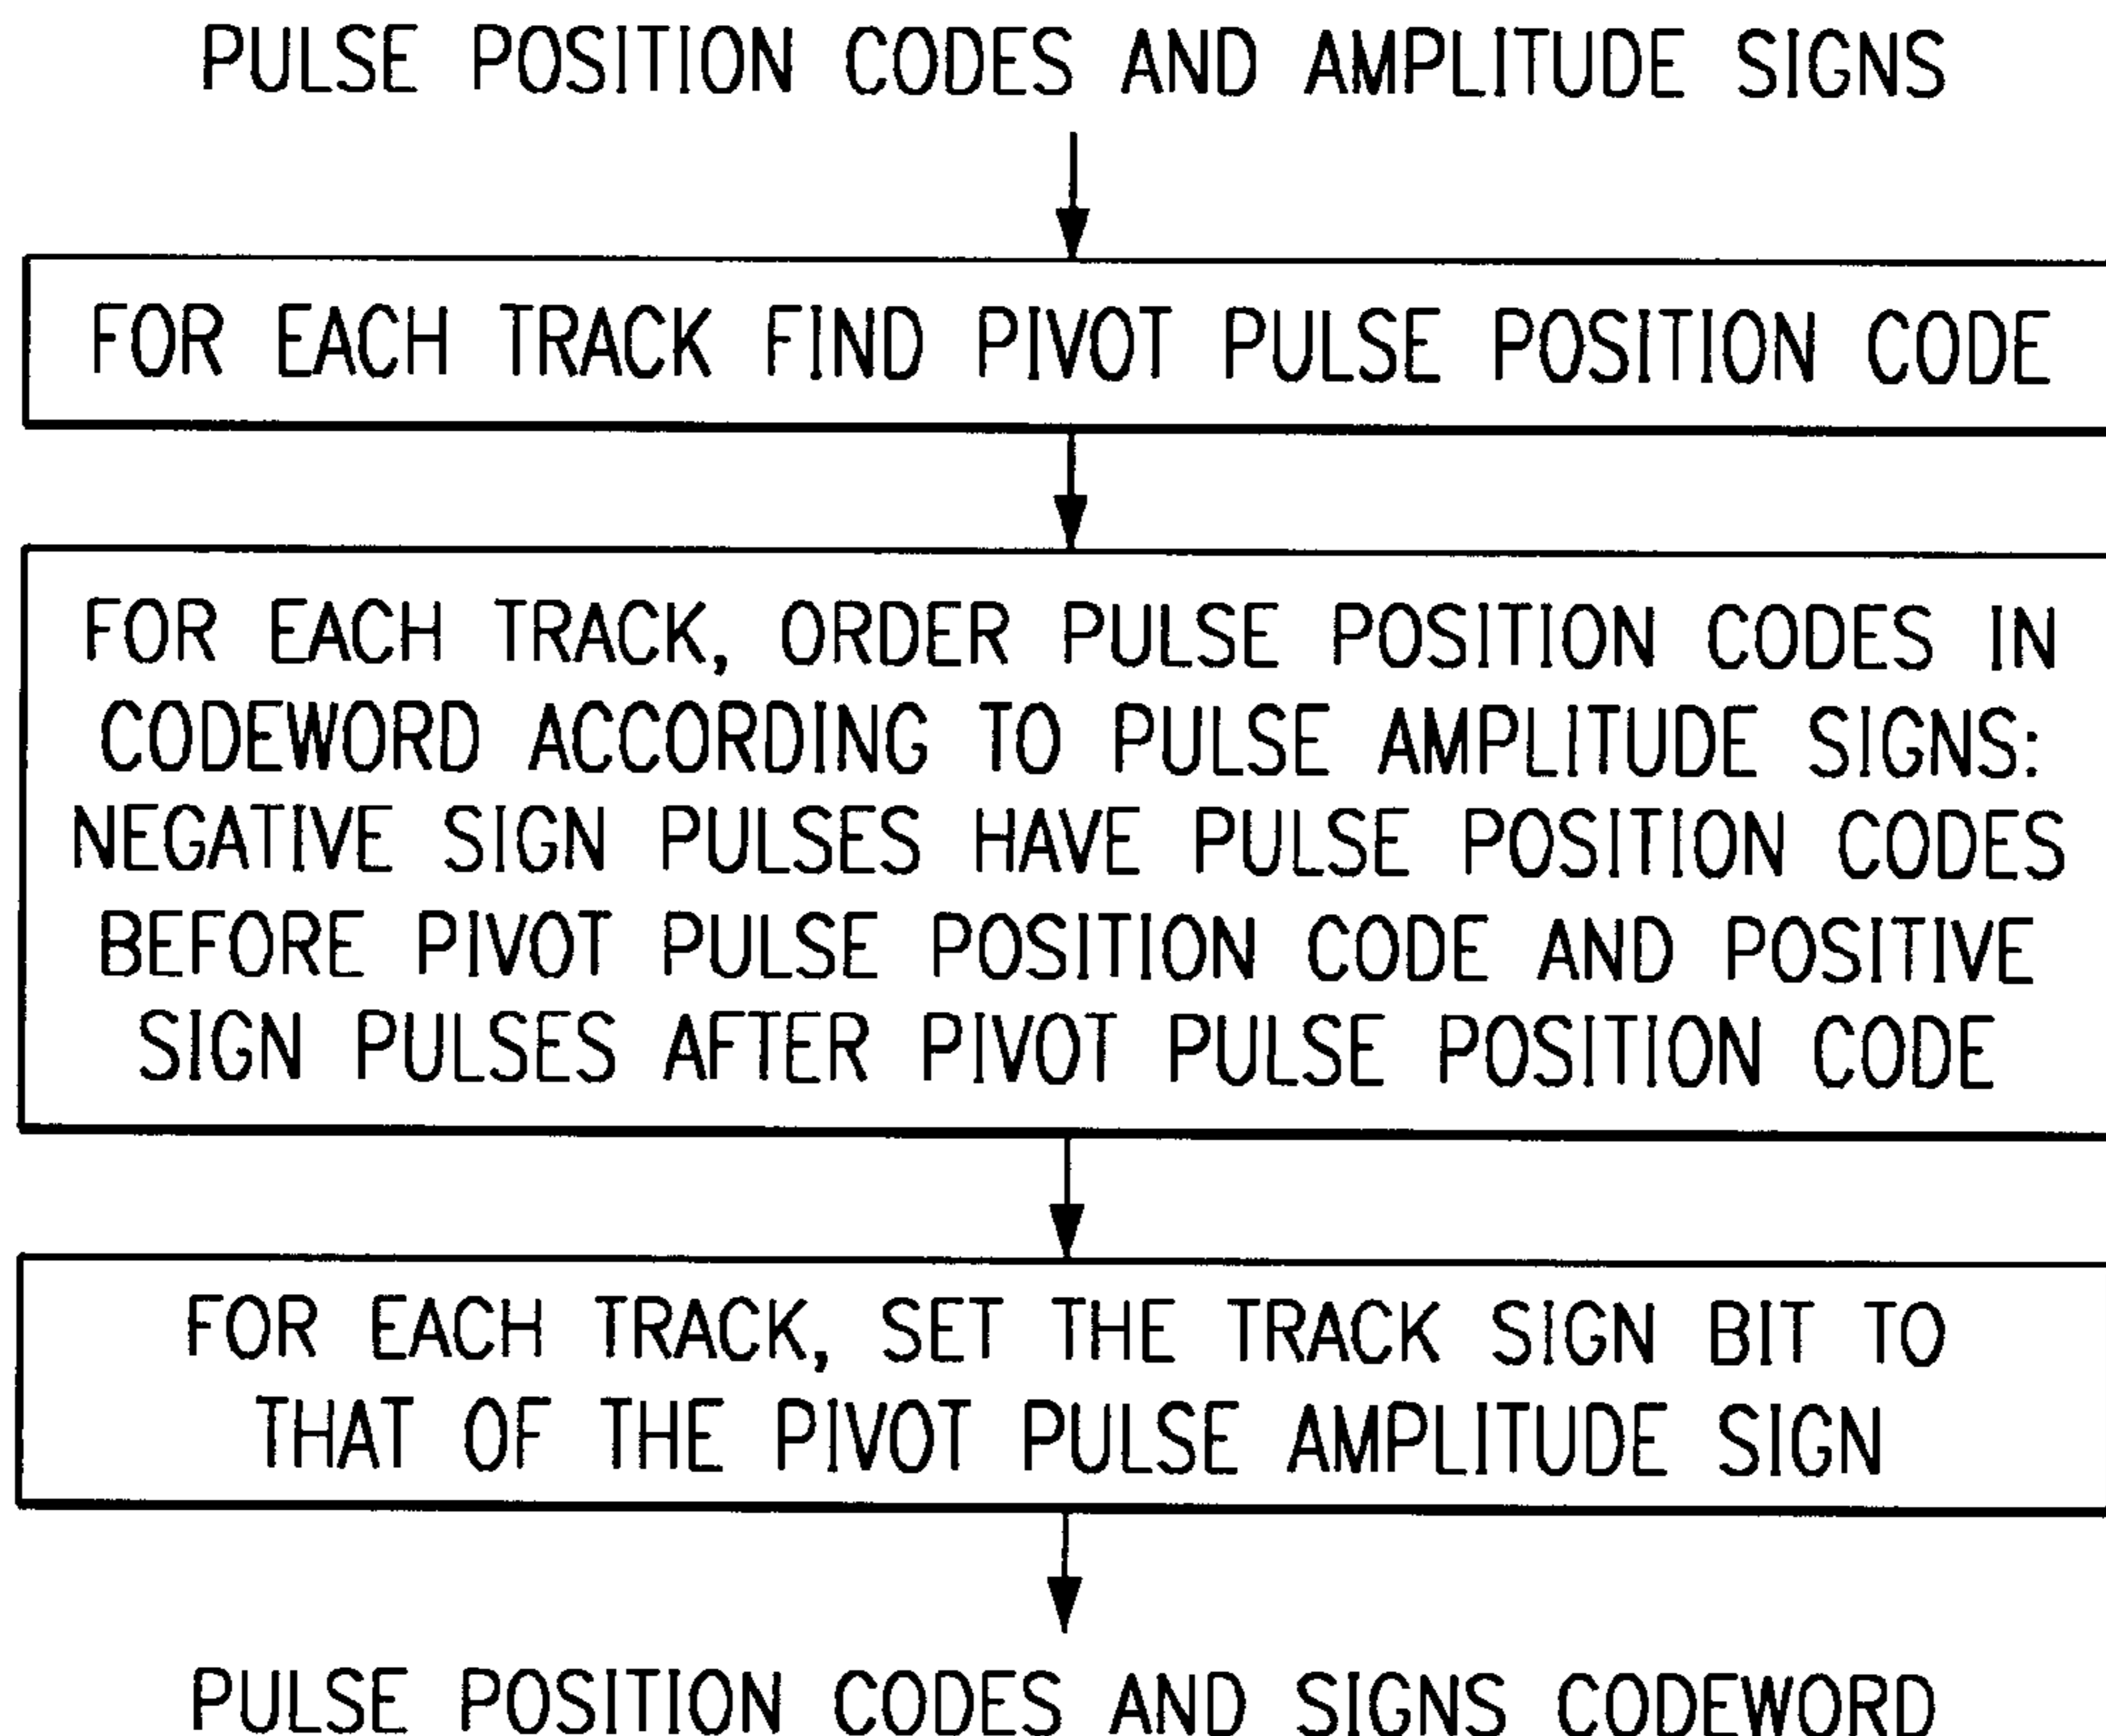 PULSE POSITION CODES AND AMPLITUDE SIGNS
FOR EACH TRACK FIND PIVOT PULSE POSITION CODE
FOR EACH TRACK, ORDER PULSE POSITION CODES IN
CODEWORD ACCORDING TO PULSE AMPLITUDE SIGNS:
NEGATIVE SIGN PULSES HAVE PULSE POSITION CODES
BEFORE PIVOT PULSE POSITION CODE AND POSITIVE
SIGN PULSES AFTER PIVOT PULSE POSITION CODE
FOR EACH TRACK, SET THE TRACK SIGN BIT TO
THAT OF THE PIVOT PULSE AMPLITUDE SIGN
PULSE POSITION CODES AND SIGNS CODEWORD